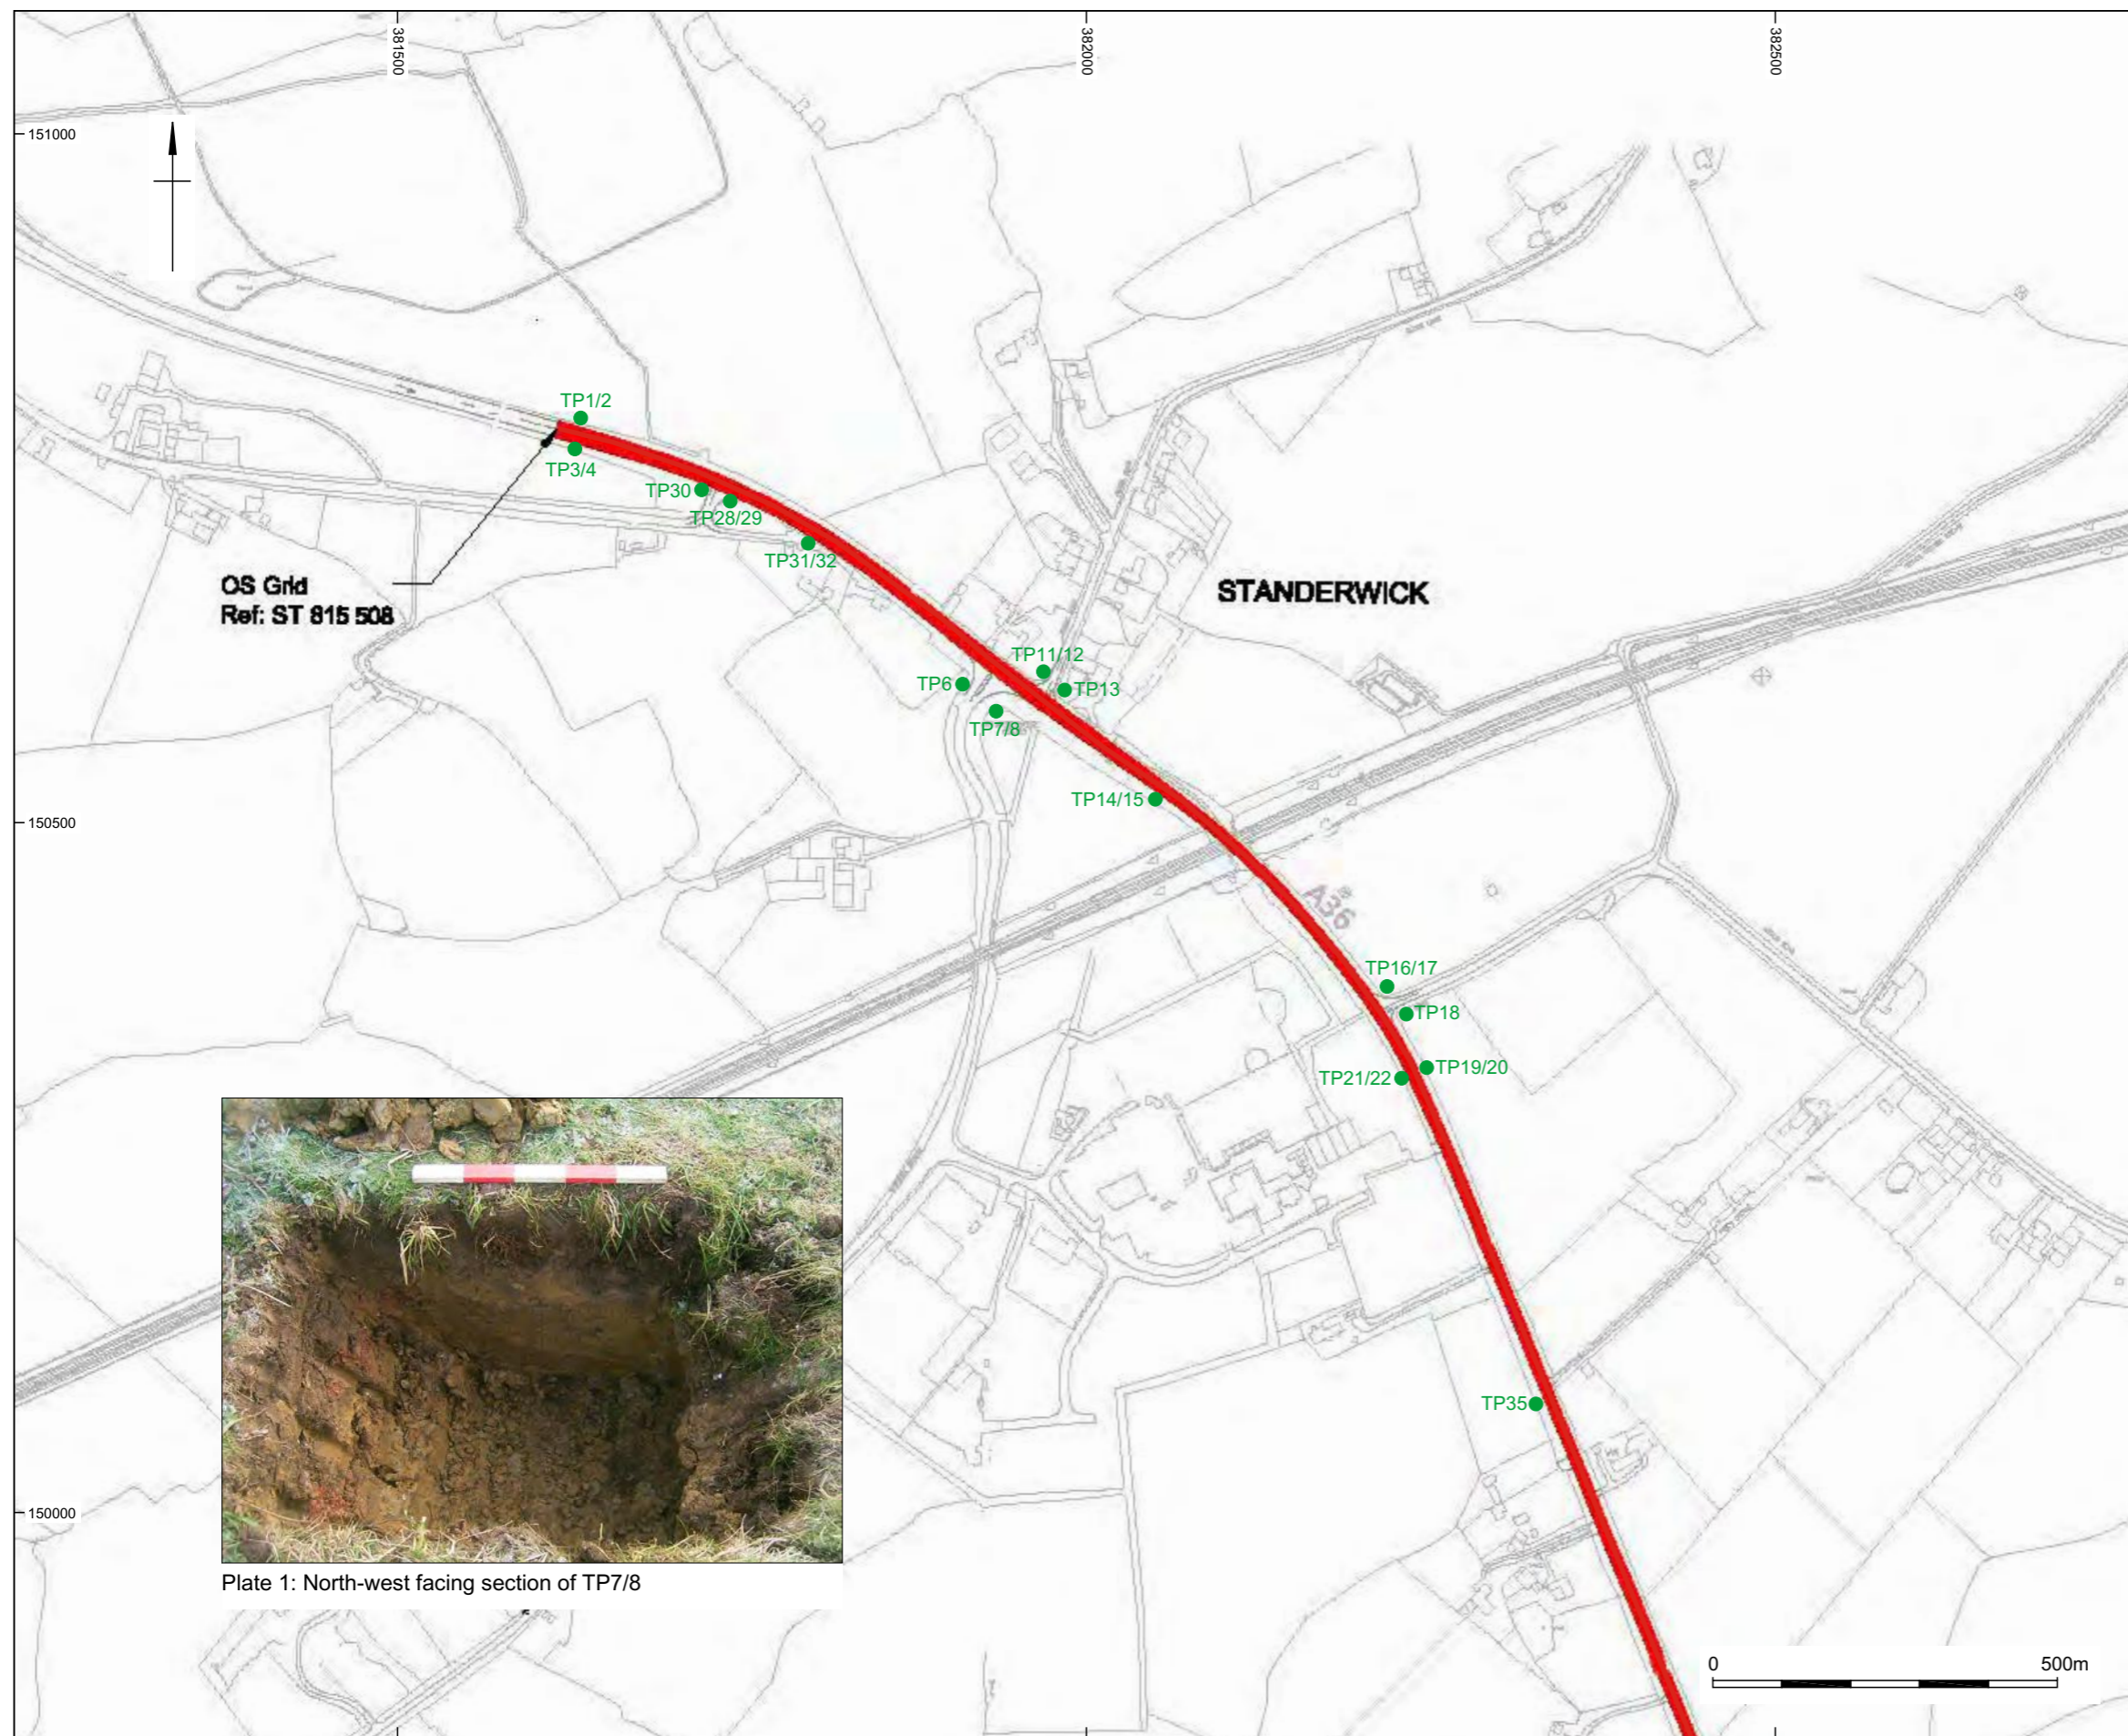 381500
382000
382500
151000
TP1/2
TP3/4
TP30
TP28/29
TP31/32
OS Grid
Ref: ST 815 508
STANDERWICK
TP11/12
TP6
TP13
TP7/8
TP14/15
150500
A36
TP16/17
TP18
TP19/20
TP21/22
TP35
150000
Plate 1: North-west facing section of TP7/8
0 500m